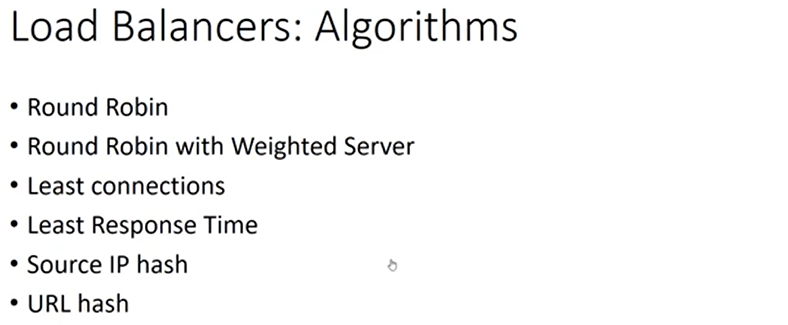 Load Balancers: Algorithms
• Round Robin
• Round Robin with Weighted Server
• Least connections
• Least Response Time
• Source IP hash
• URL hash